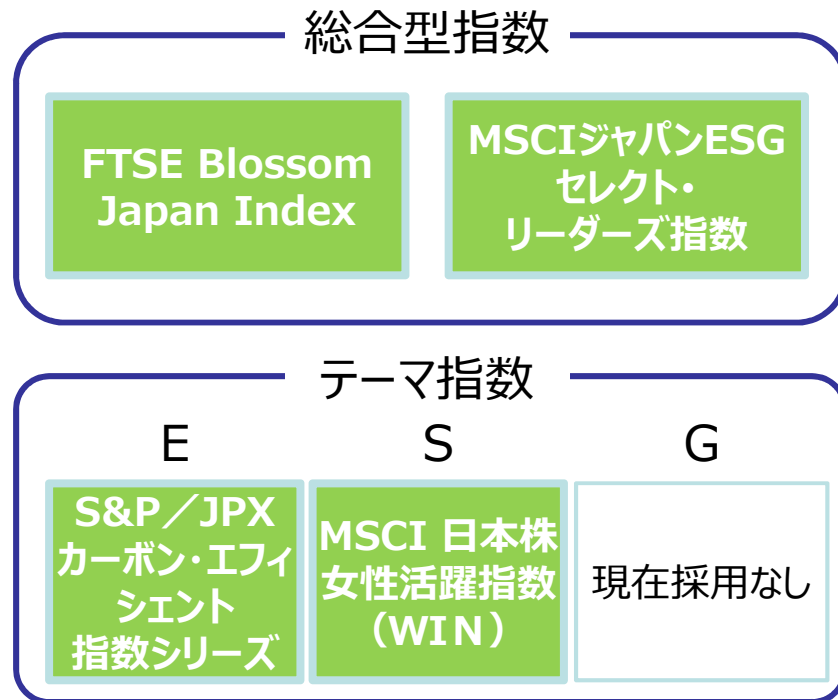 総合型指数
FTSE Blossom
Japan Index
MSCIジャパンESG
セレクト・
リーダーズ指数
テーマ指数
E
S
G
S&P／JPX
カーボン・エフィ
シェント
指数シリーズ
MSCI 日本株
女性活躍指数
（WIN）
現在採用なし